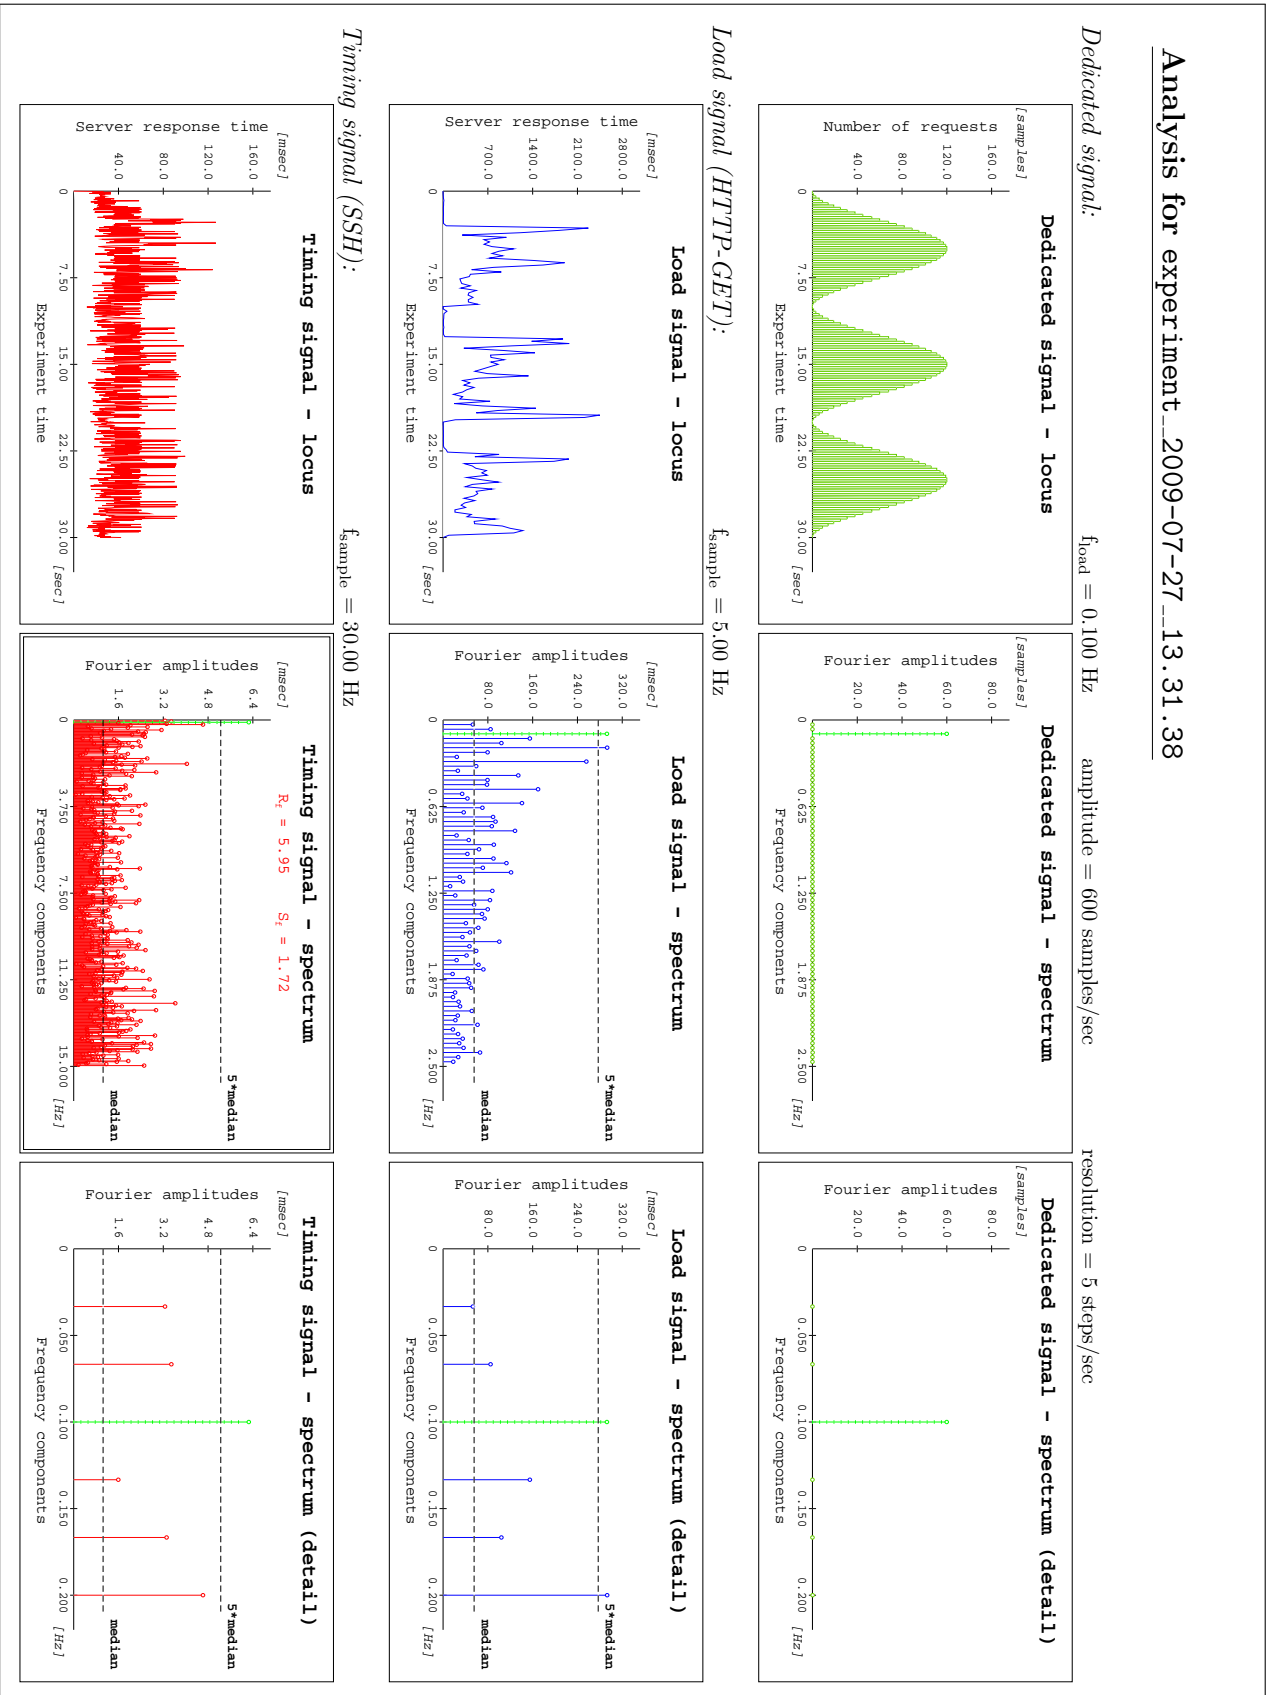 Analysis for experiment_2009-07-27_13.31.38
Dedicated signal:
f_load = 0.100 Hz
amplitude = 600 samples/sec
resolution = 5 steps/sec
Dedicated signal - locus
[samples]
Number of requests
160.0
120.0
80.0
40.0
0 7.50 15.00 22.50 30.00 [sec]
Experiment time
Dedicated signal - spectrum
[samples]
Fourier amplitudes
80.0
60.0
40.0
20.0
0 0.625 1.250 1.875 2.500 [Hz]
Frequency components
Dedicated signal - spectrum (detail)
[samples]
Fourier amplitudes
80.0
60.0
40.0
20.0
0 0.050 0.100 0.150 0.200 [Hz]
Frequency components
Load signal (HTTP-GET):
f_sample = 5.00 Hz
Load signal - locus
[msec]
Server response time
2800.0
2100.0
1400.0
700.0
0 7.50 15.00 22.50 30.00 [sec]
Experiment time
Load signal - spectrum
[msec]
Fourier amplitudes
320.0
240.0
160.0
80.0
5*median
median
0 0.625 1.250 1.875 2.500 [Hz]
Frequency components
Load signal - spectrum (detail)
[msec]
Fourier amplitudes
320.0
240.0
160.0
80.0
5*median
median
0 0.050 0.100 0.150 0.200 [Hz]
Frequency components
Timing signal (SSH):
f_sample = 30.00 Hz
Timing signal - locus
[msec]
Server response time
160.0
120.0
80.0
40.0
0 7.50 15.00 22.50 30.00 [sec]
Experiment time
Timing signal - spectrum
R_f = 5.95 S_f = 1.72
[msec]
Fourier amplitudes
6.4
4.8
3.2
1.6
5*median
median
0 3.750 7.500 11.250 15.000 [Hz]
Frequency components
Timing signal - spectrum (detail)
[msec]
Fourier amplitudes
6.4
4.8
3.2
1.6
5*median
median
0 0.050 0.100 0.150 0.200 [Hz]
Frequency components